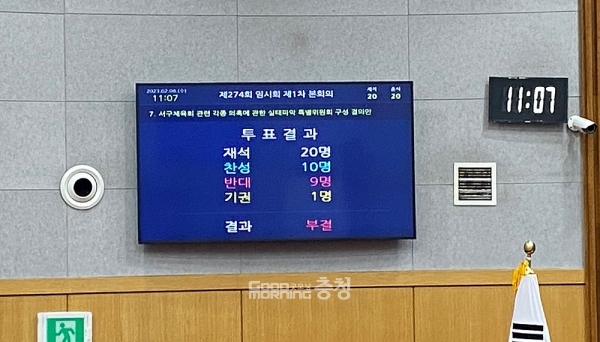 2023.02.08.(수)
11:07
제274회 임시회 제1차 본회의
재석 출석
20 20
7. 서구체육회 관련 각종 의혹에 관한 실태파악 특별위원회 구성 결의안
투표결과
재석 20명
찬성 10명
반대 9명
기권 1명
결과 부결
11:07
GOOD MORNING 충청